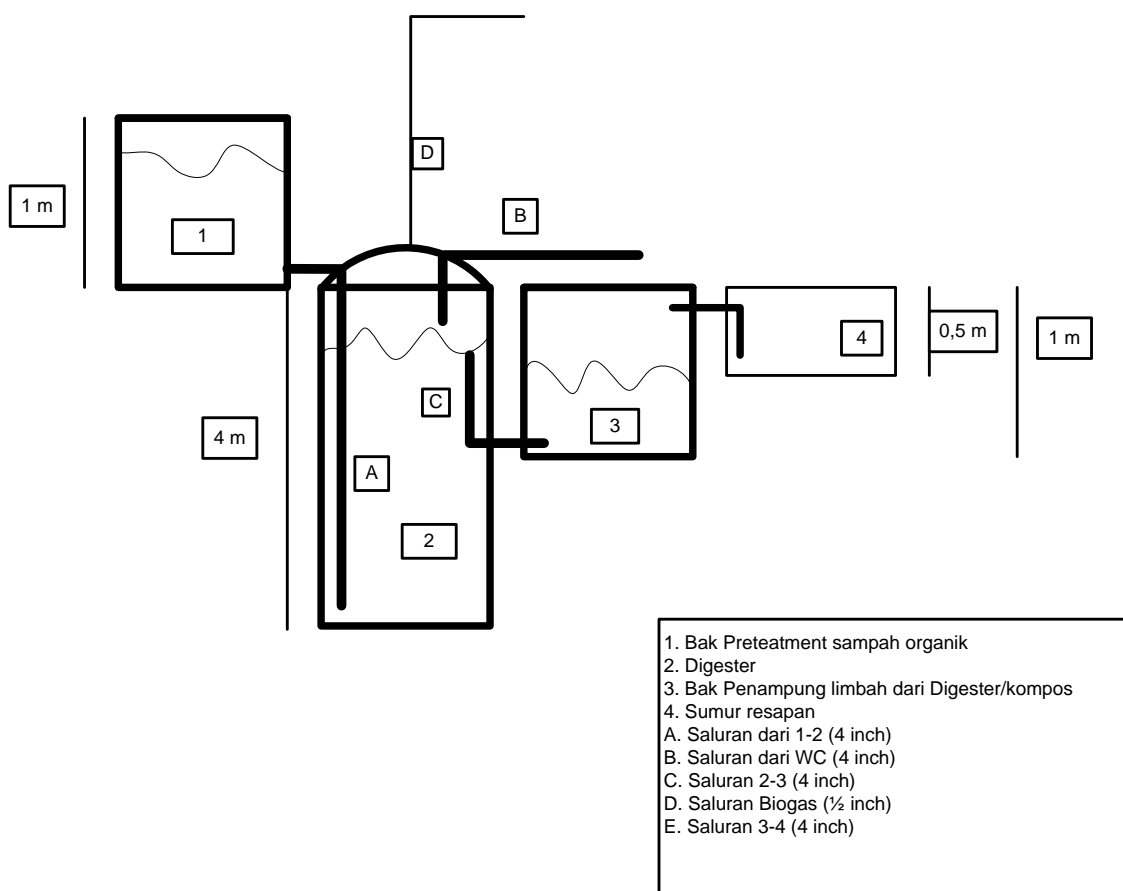 D
B
1 m
1
4
0,5 m
1 m
C
3
4 m
A
2
1. Bak Preteatment sampah organik
2. Digester
3. Bak Penampung limbah dari Digester/kompos
4. Sumur resapan
A. Saluran dari 1-2 (4 inch)
B. Saluran dari WC (4 inch)
C. Saluran 2-3 (4 inch)
D. Saluran Biogas (½ inch)
E. Saluran 3-4 (4 inch)